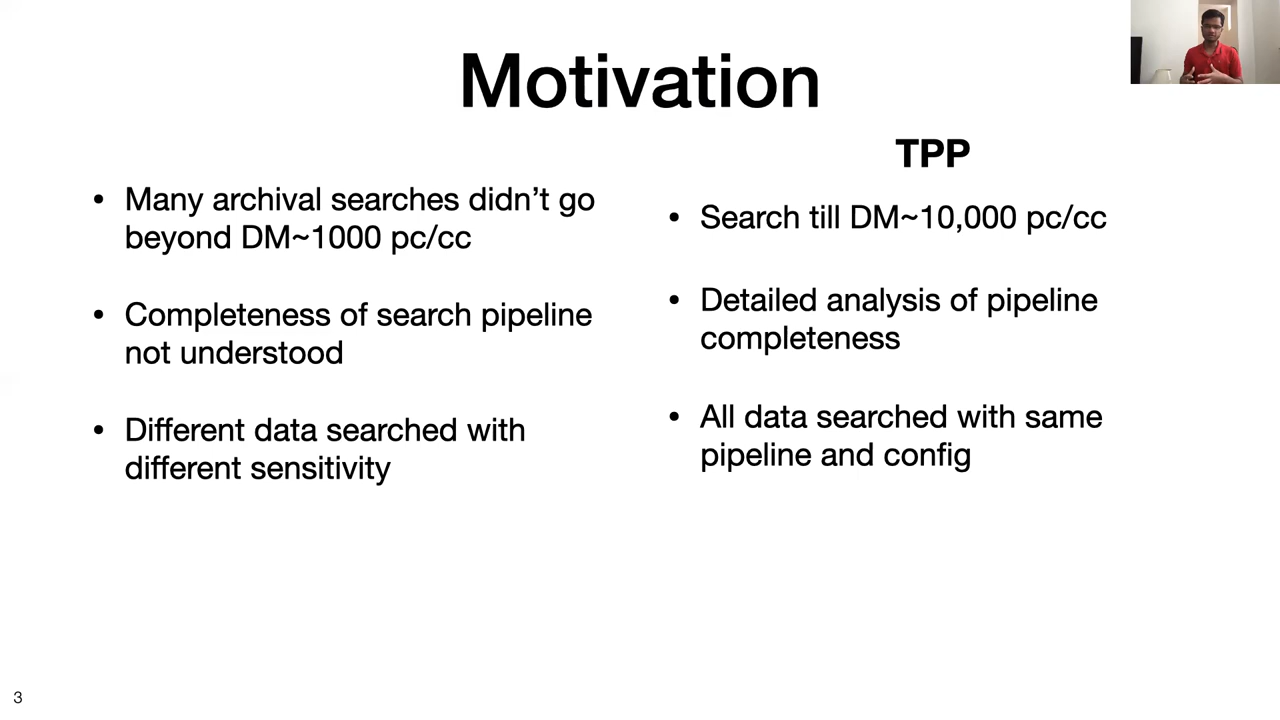 Motivation
• Many archival searches didn’t go
beyond DM~1000 pc/cc
• Completeness of search pipeline
not understood
• Different data searched with
different sensitivity
TPP
• Search till DM~10,000 pc/cc
• Detailed analysis of pipeline
completeness
• All data searched with same
pipeline and config
3